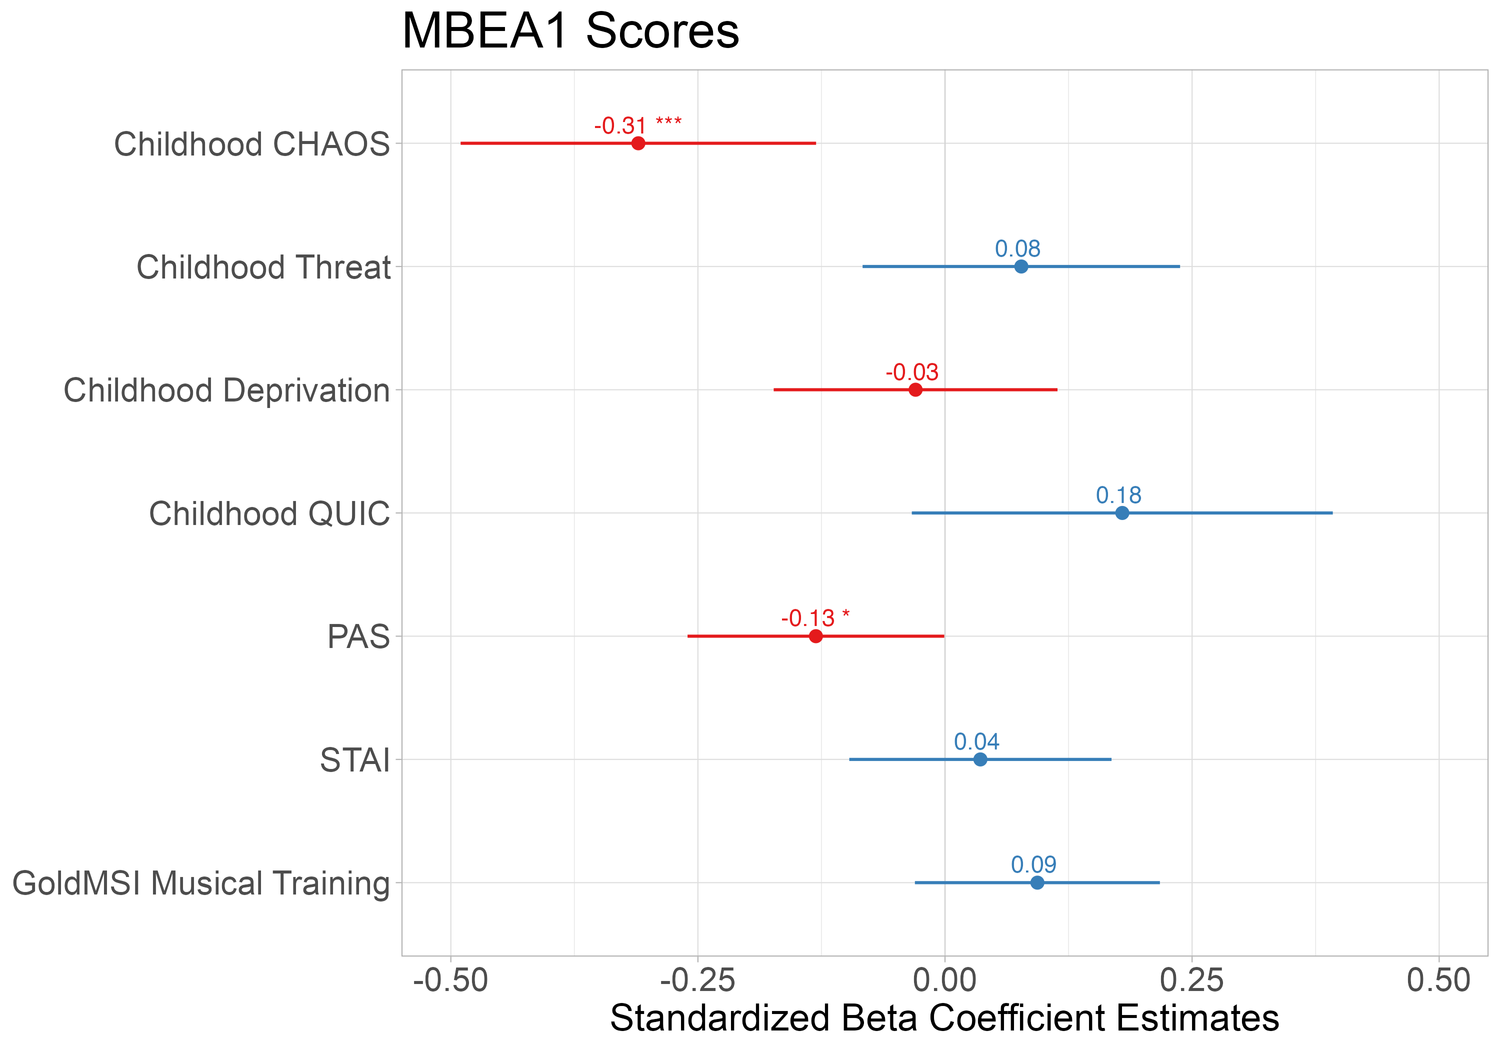 MBEA1 Scores
Childhood CHAOS
-0.31 ***
Childhood Threat
0.08
Childhood Deprivation
-0.03
Childhood QUIC
0.18
PAS
-0.13 *
STAI
0.04
GoldMSI Musical Training
0.09
-0.50 -0.25 0.00 0.25 0.50
Standardized Beta Coefficient Estimates